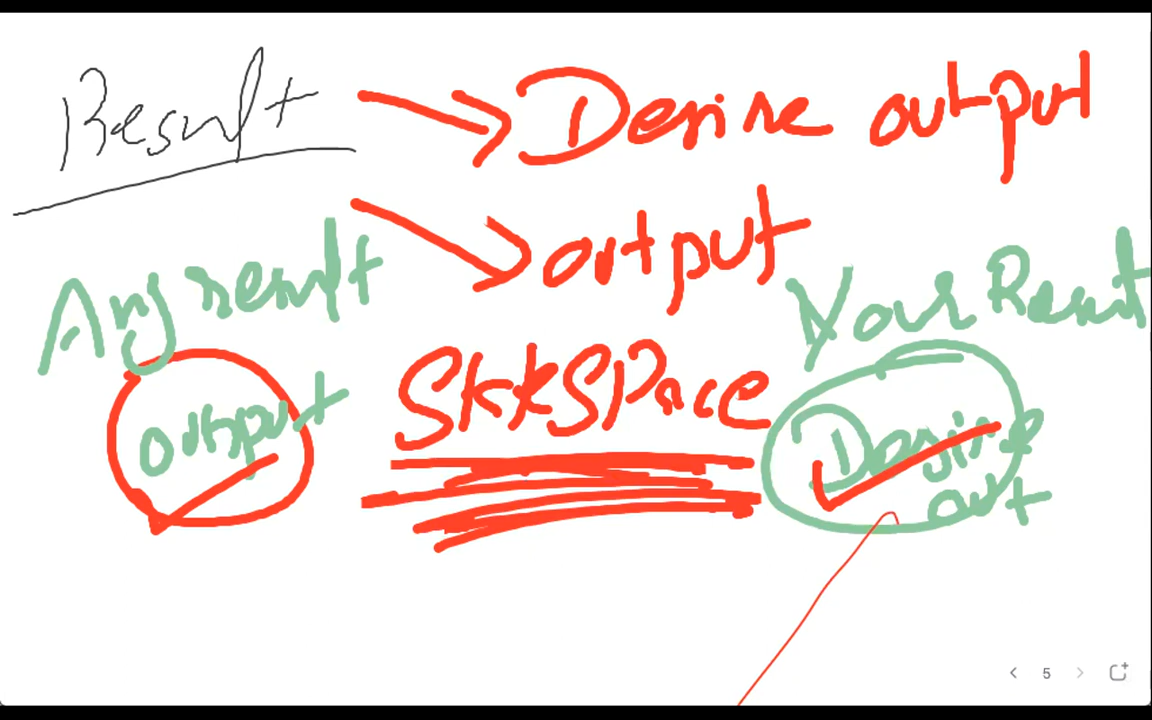 Result → Desire output
→ output
Any result
Your Result
SkkSpace
output
Desire
out
5